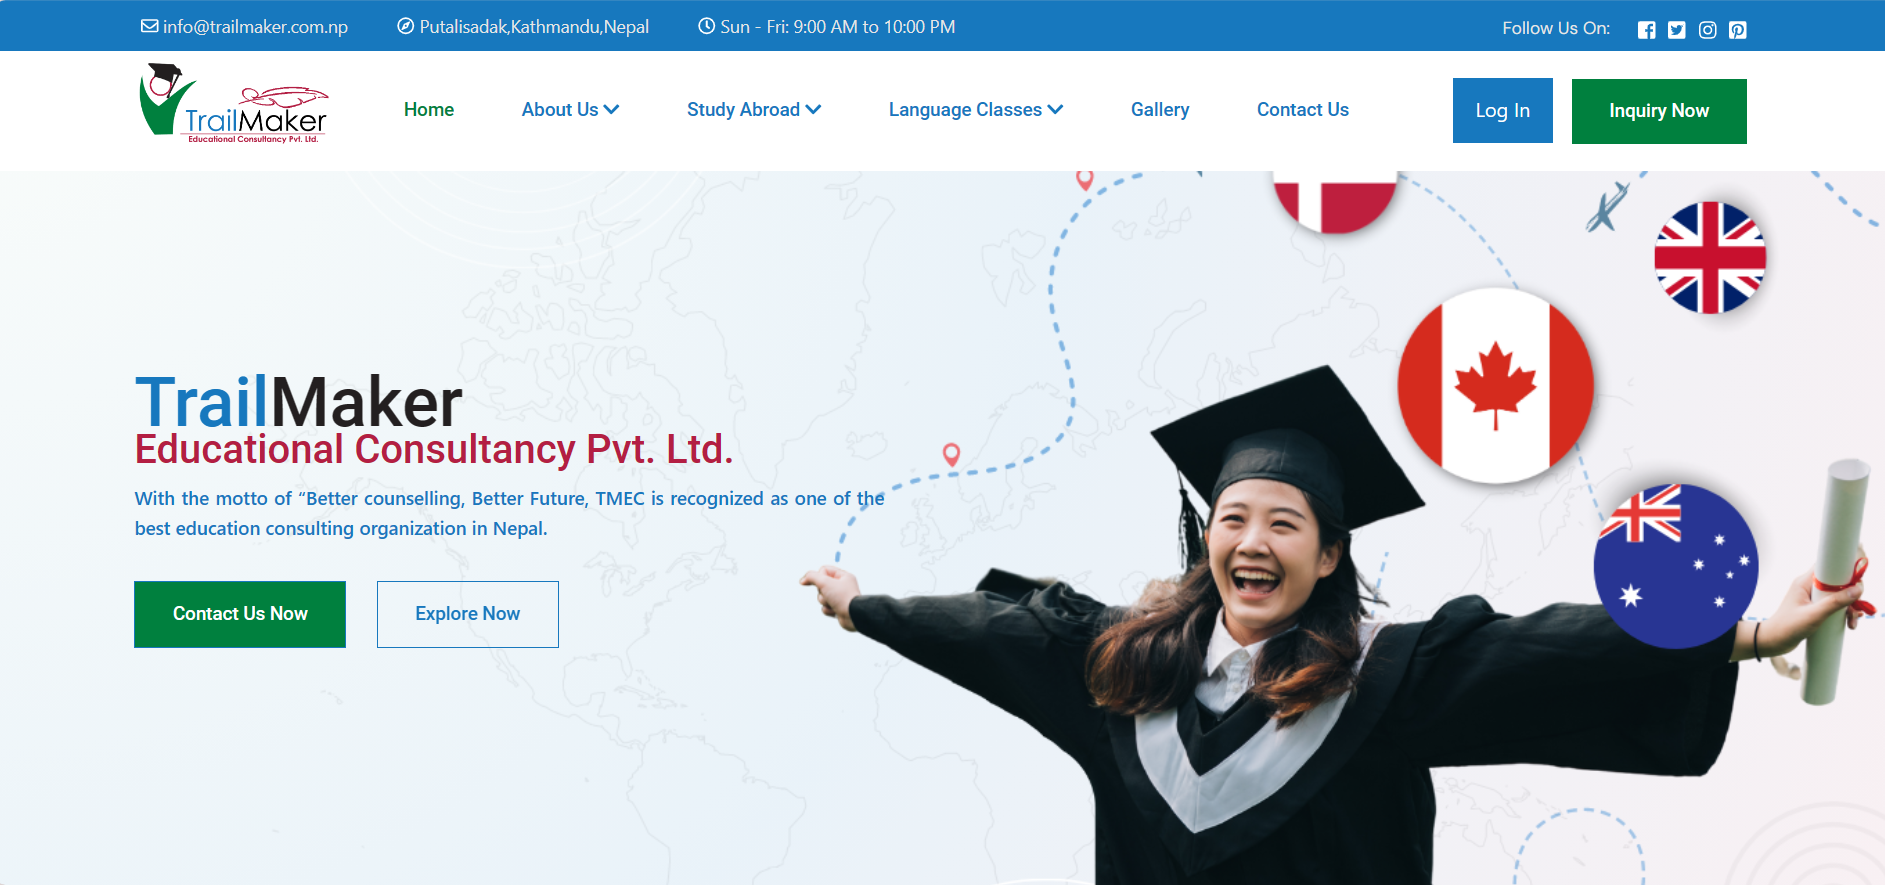 info@trailmaker.com.np
Putalisadak,Kathmandu,Nepal
Sun - Fri: 9:00 AM to 10:00 PM
Follow Us On:
TrailMaker
Educational Consultancy Pvt. Ltd.
Home
About Us
Study Abroad
Language Classes
Gallery
Contact Us
Log In
Inquiry Now
TrailMaker
Educational Consultancy Pvt. Ltd.
With the motto of “Better counselling, Better Future, TMEC is recognized as one of the
best education consulting organization in Nepal.
Contact Us Now
Explore Now